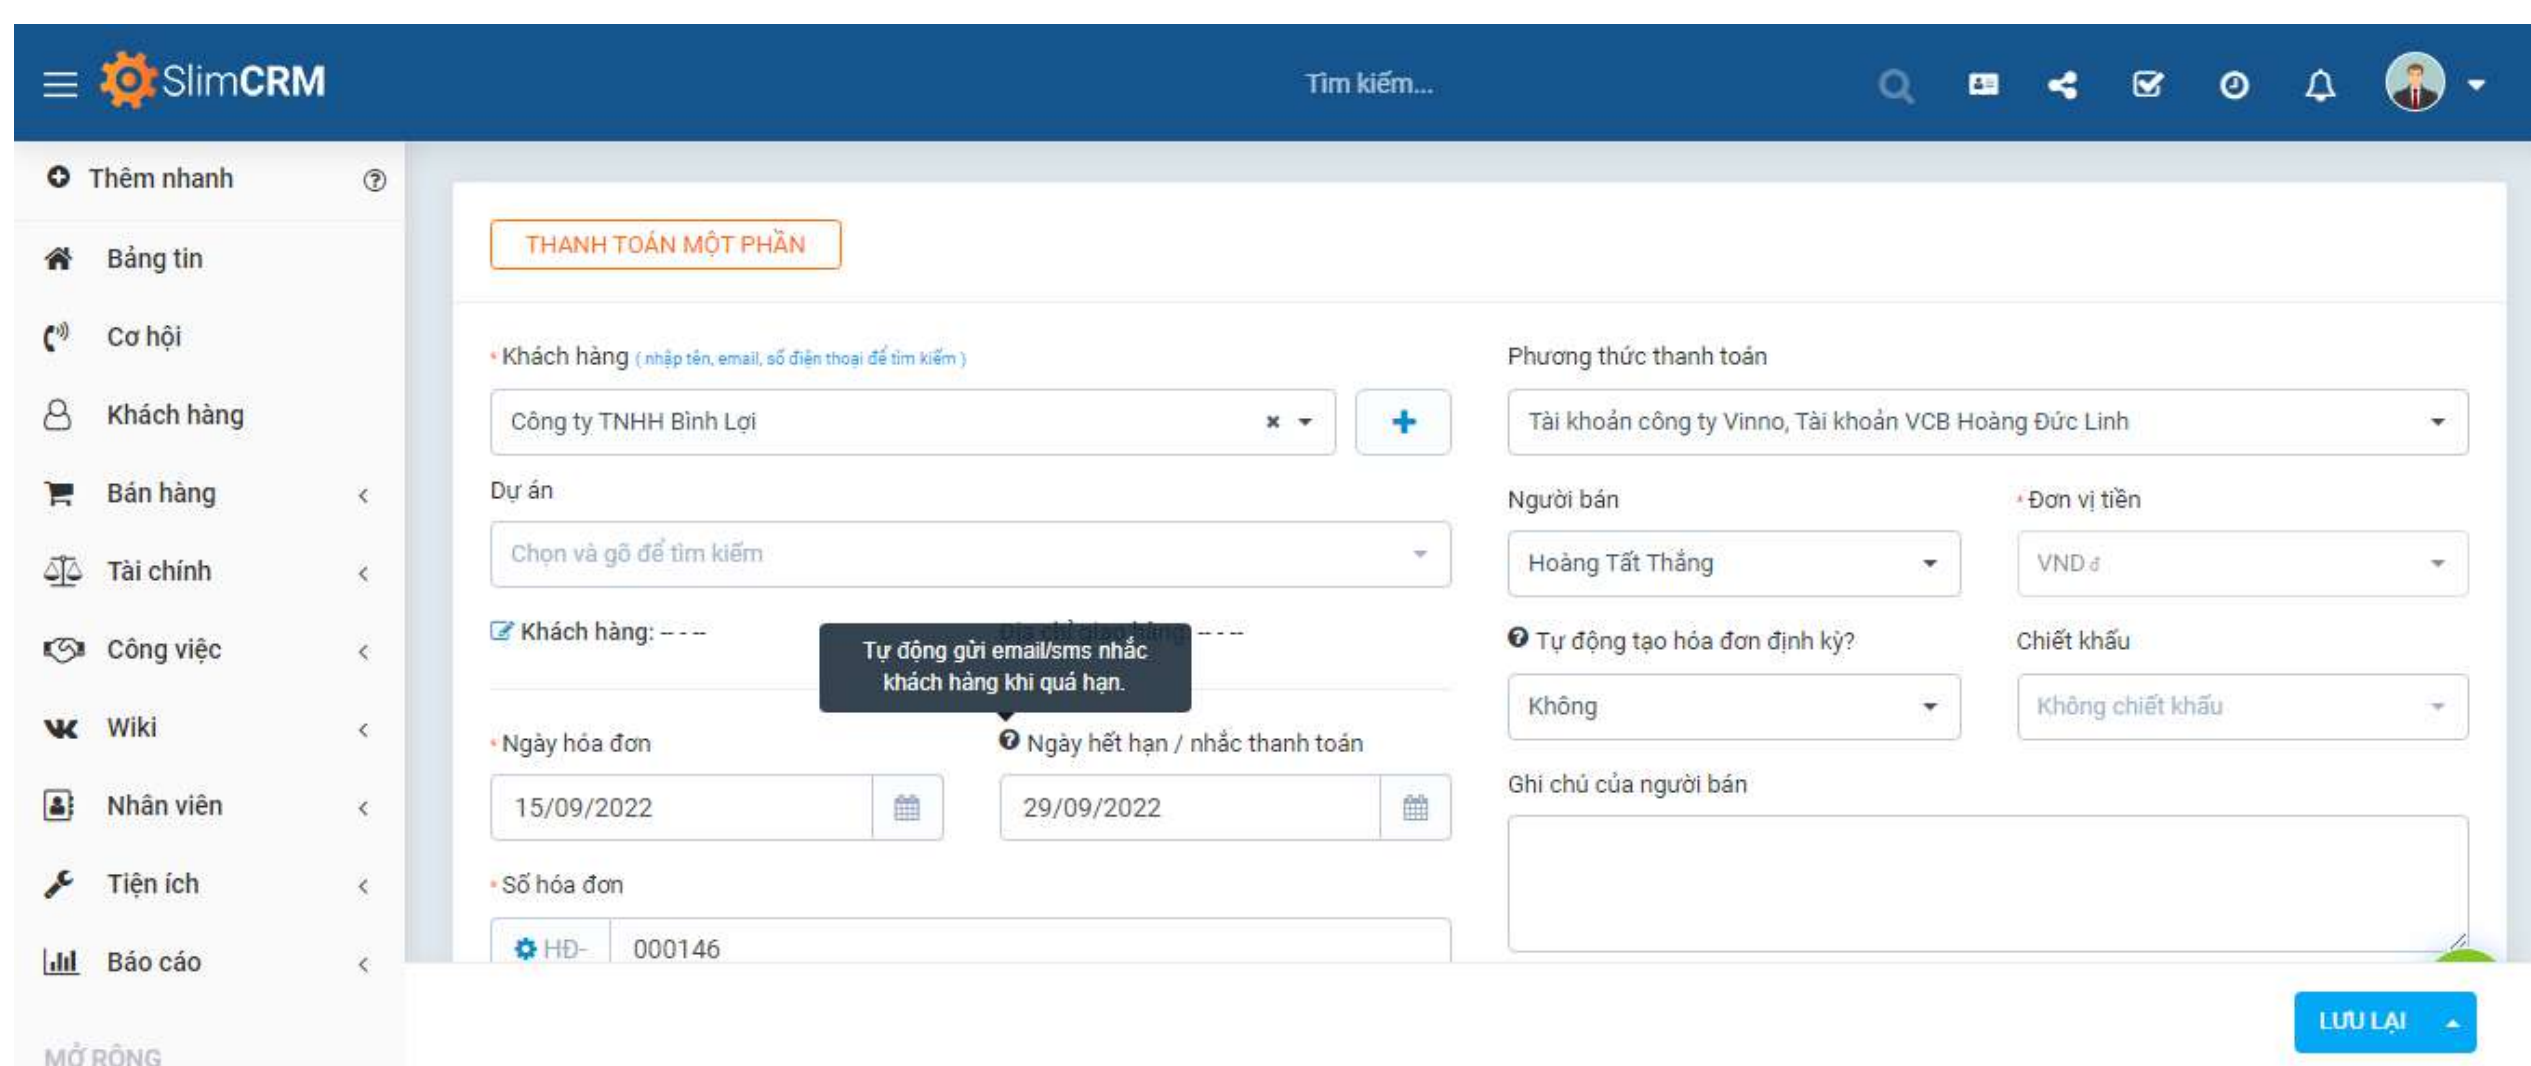 SlimCRM
Tìm kiếm...
Thêm nhanh
Bảng tin
Cơ hội
Khách hàng
Bán hàng
Tài chính
Công việc
Wiki
Nhân viên
Tiện ích
Báo cáo
MỞ RỘNG
THANH TOÁN MỘT PHẦN
* Khách hàng ( nhập tên, email, số điện thoại để tìm kiếm )
Công ty TNHH Bình Lợi
Dự án
Chọn và gõ để tìm kiếm
Khách hàng: -- - --
Địa chỉ giao hàng: -- - --
Tự động gửi email/sms nhắc
khách hàng khi quá hạn.
* Ngày hóa đơn
15/09/2022
Ngày hết hạn / nhắc thanh toán
29/09/2022
* Số hóa đơn
HĐ- 000146
Phương thức thanh toán
Tài khoản công ty Vinno, Tài khoản VCB Hoàng Đức Linh
Người bán
Hoàng Tất Thắng
* Đơn vị tiền
VND đ
Tự động tạo hóa đơn định kỳ?
Không
Chiết khấu
Không chiết khấu
Ghi chú của người bán
LƯU LẠI